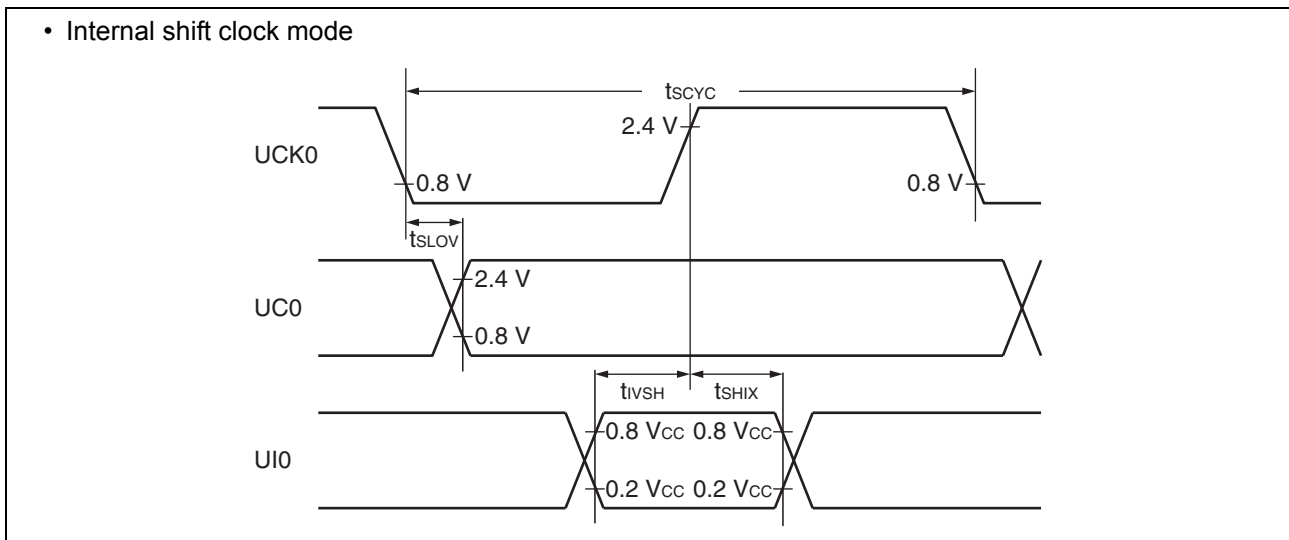 • Internal shift clock mode
tSCYC
2.4 V
UCK0
0.8 V
0.8 V
tSLOV
2.4 V
UC0
0.8 V
tIVSH
tSHIX
0.8 VCC 0.8 VCC
UI0
0.2 VCC 0.2 VCC